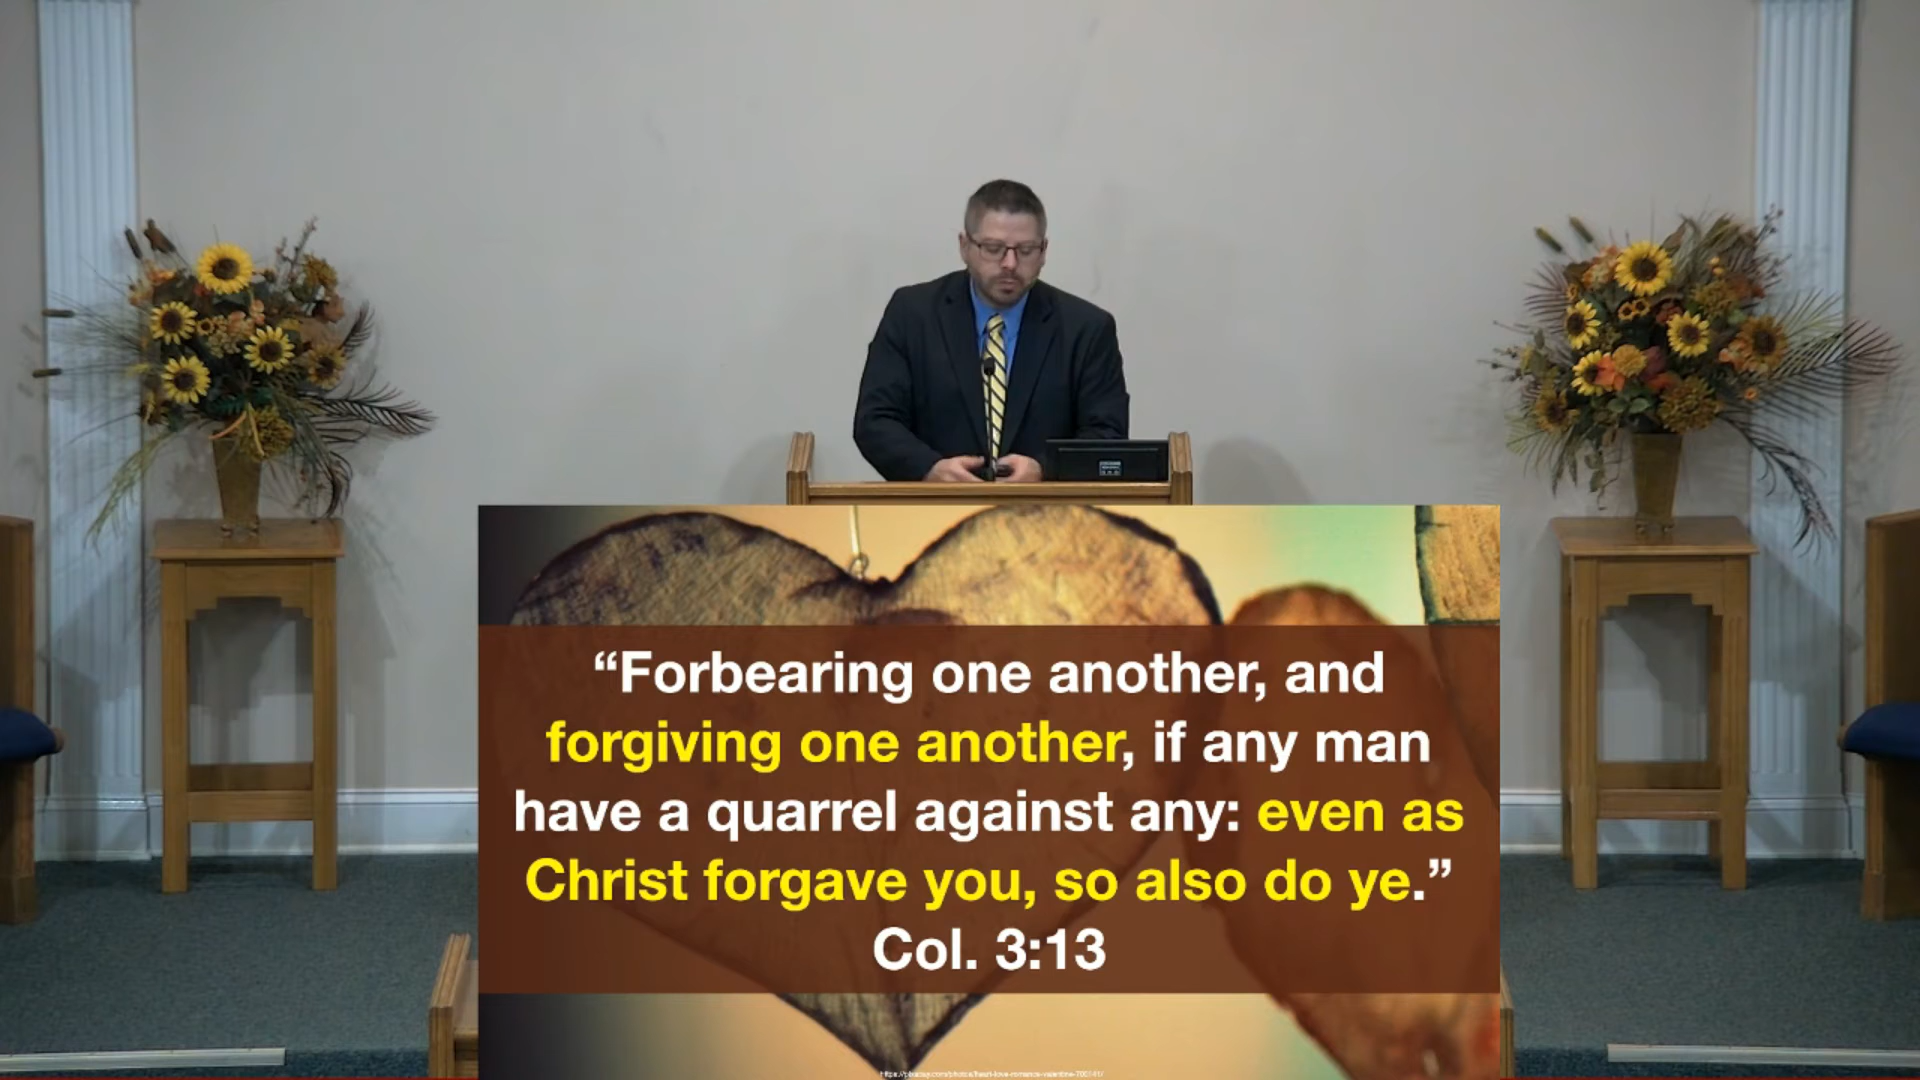 “Forbearing one another, and
forgiving one another, if any man
have a quarrel against any: even as
Christ forgave you, so also do ye.”
Col. 3:13